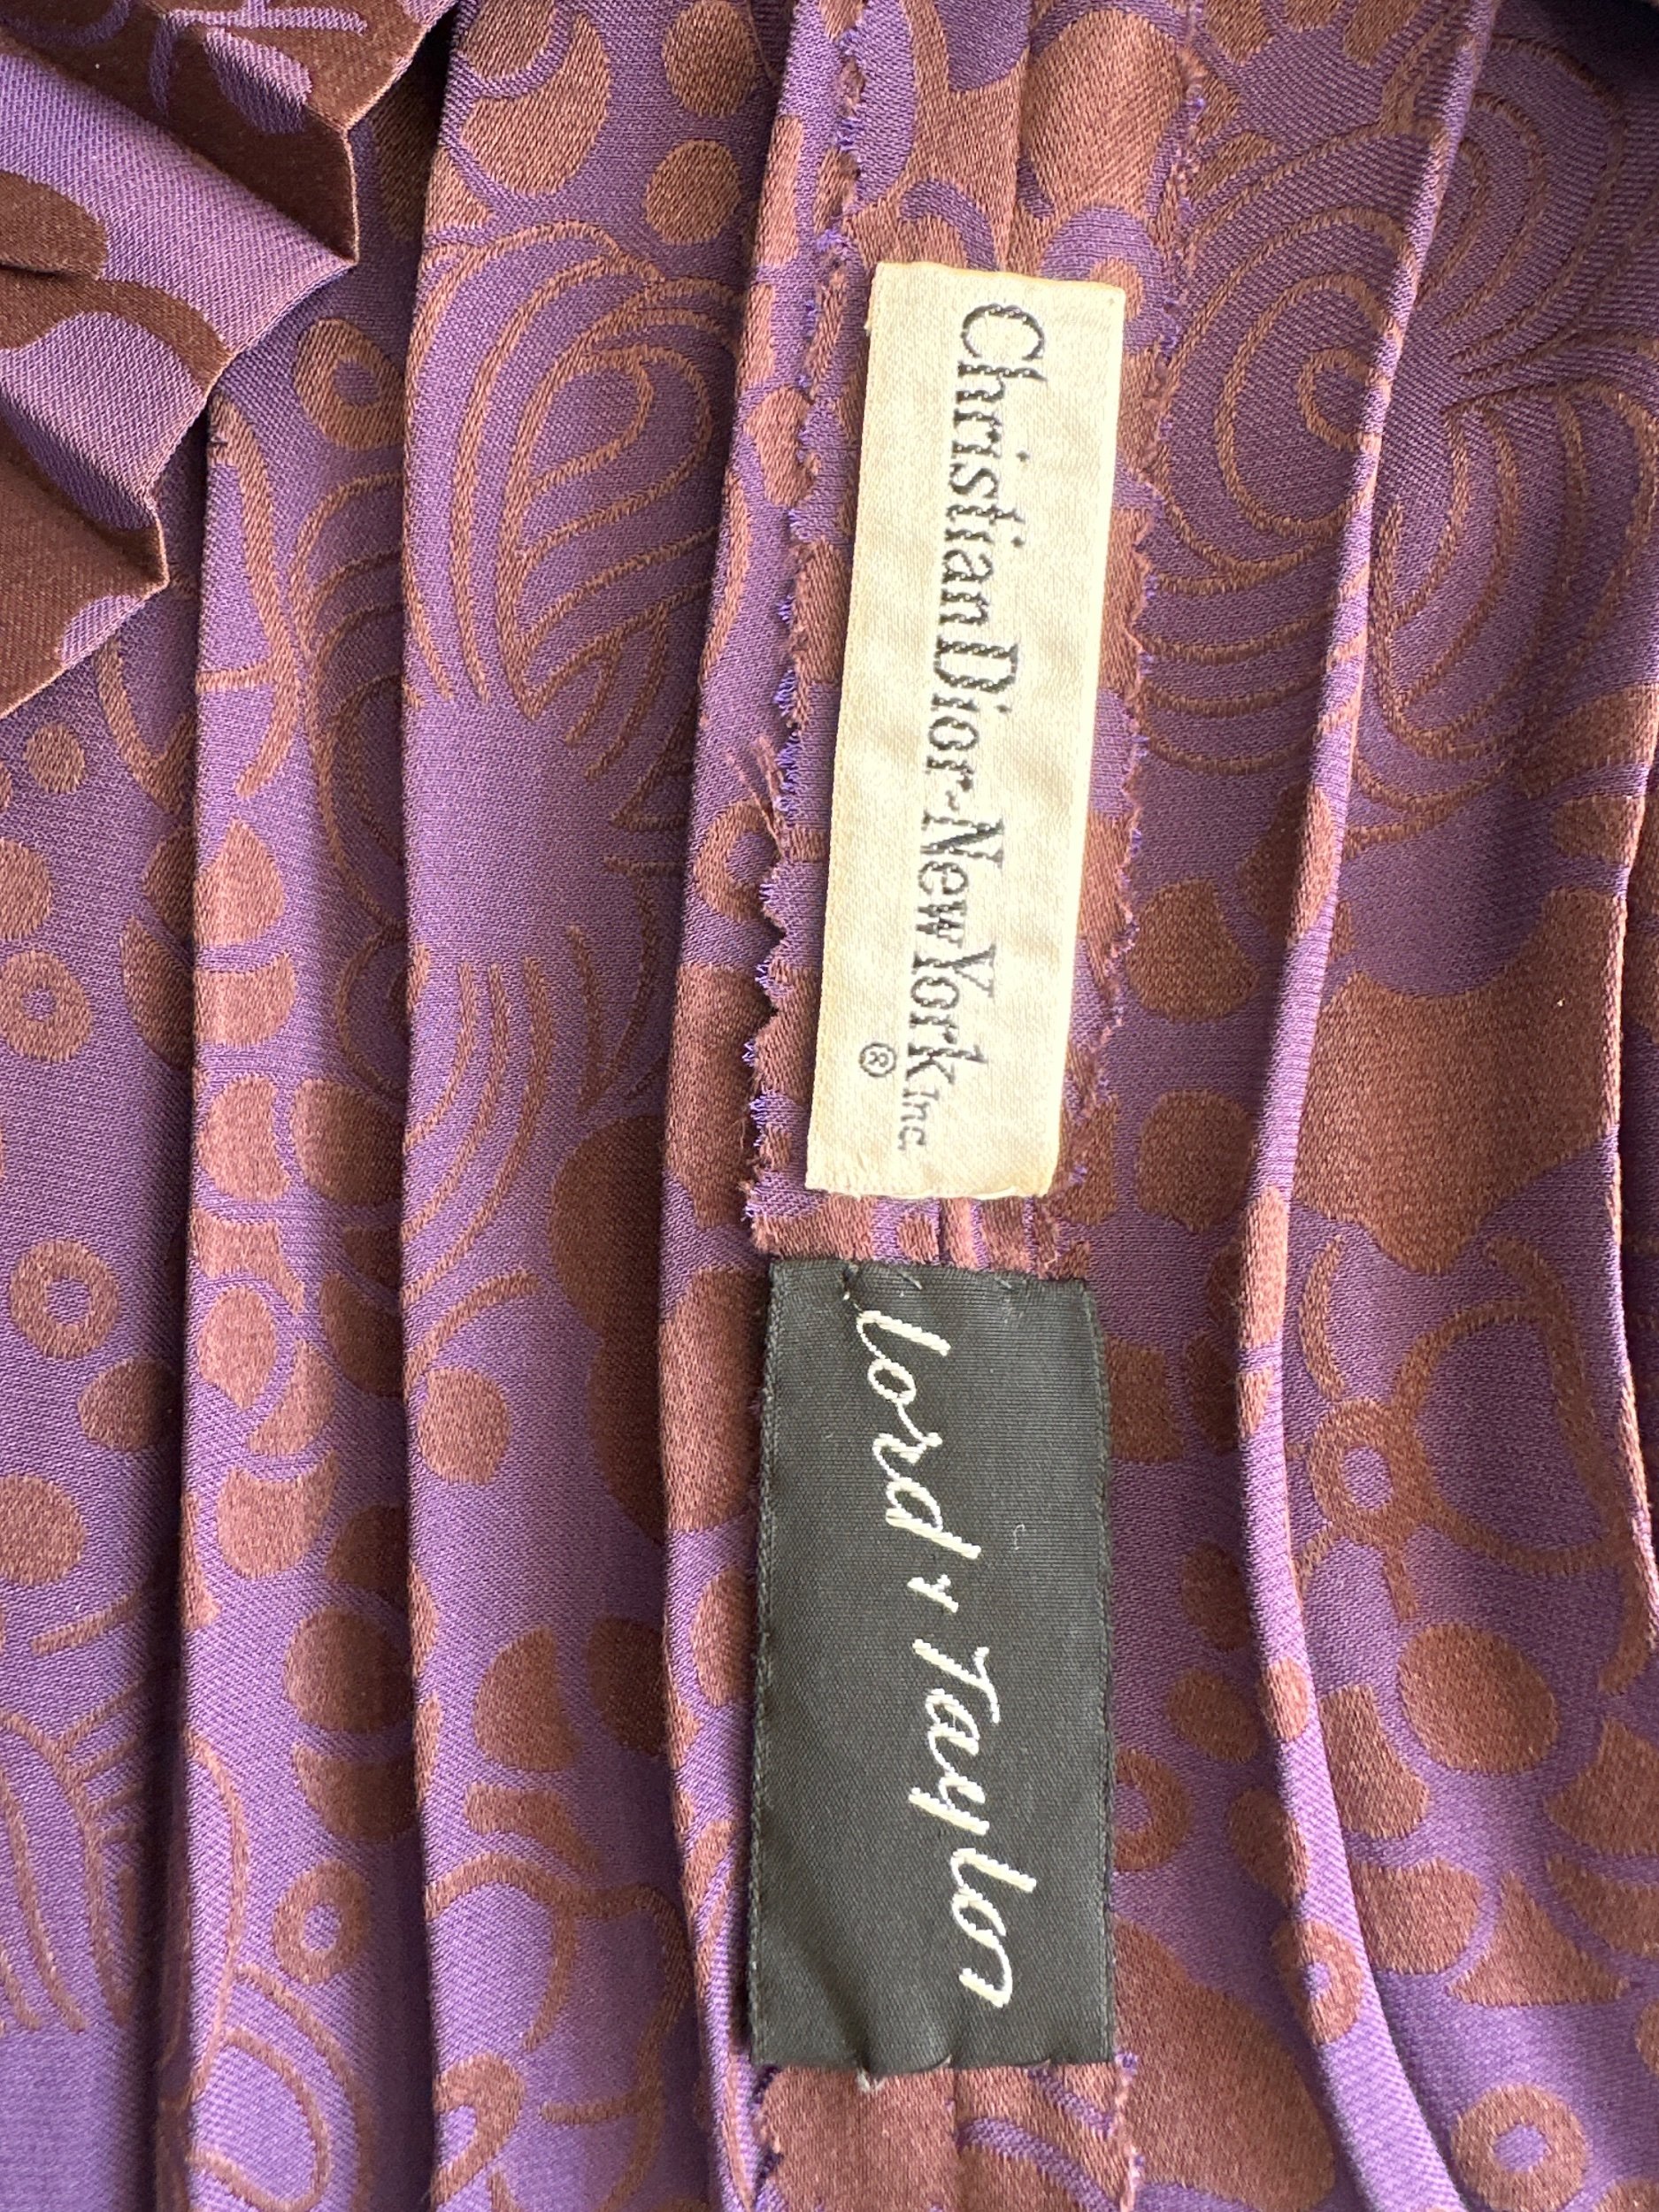 Christian Dior-New York Inc.
®
Lord & Taylor